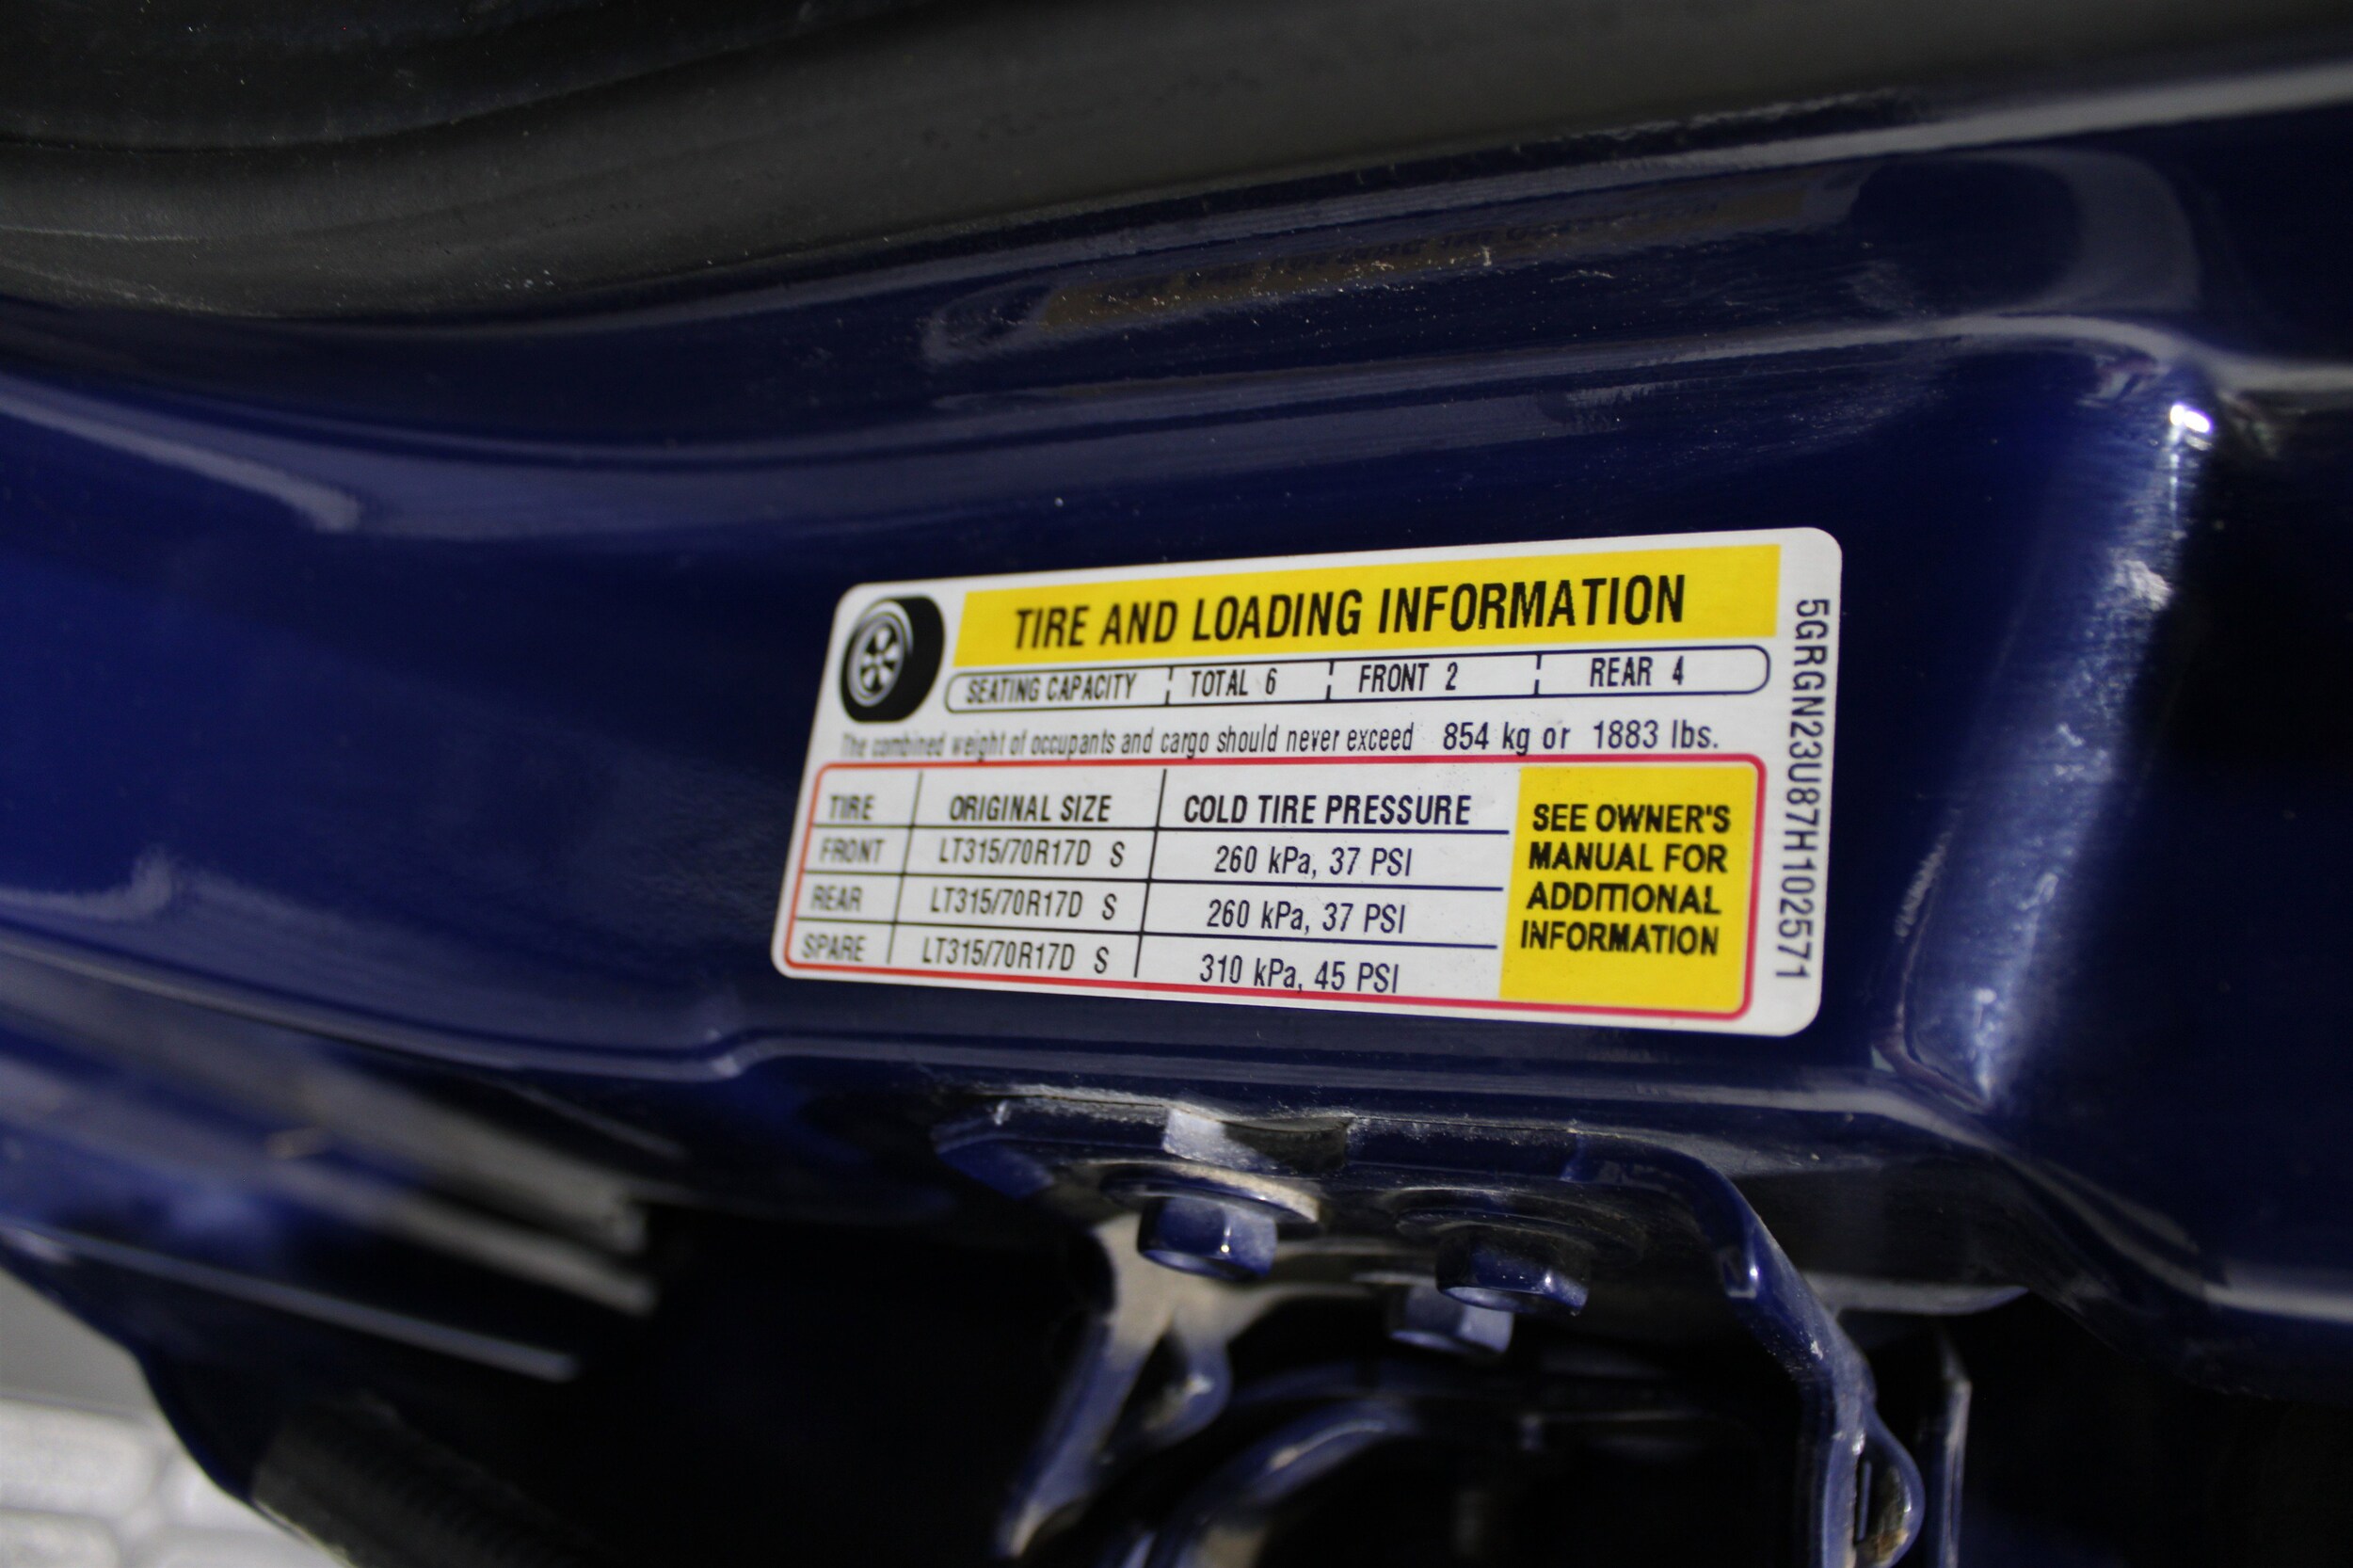 TIRE AND LOADING INFORMATION
SEATING CAPACITY TOTAL 6 FRONT 2 REAR 4
The combined weight of occupants and cargo should never exceed 854 kg or 1883 lbs.
TIRE ORIGINAL SIZE COLD TIRE PRESSURE
FRONT LT315/70R17D S 260 kPa, 37 PSI
REAR LT315/70R17D S 260 kPa, 37 PSI
SPARE LT315/70R17D S 310 kPa, 45 PSI
SEE OWNER'S
MANUAL FOR
ADDITIONAL
INFORMATION
5GRGN23U87H102571